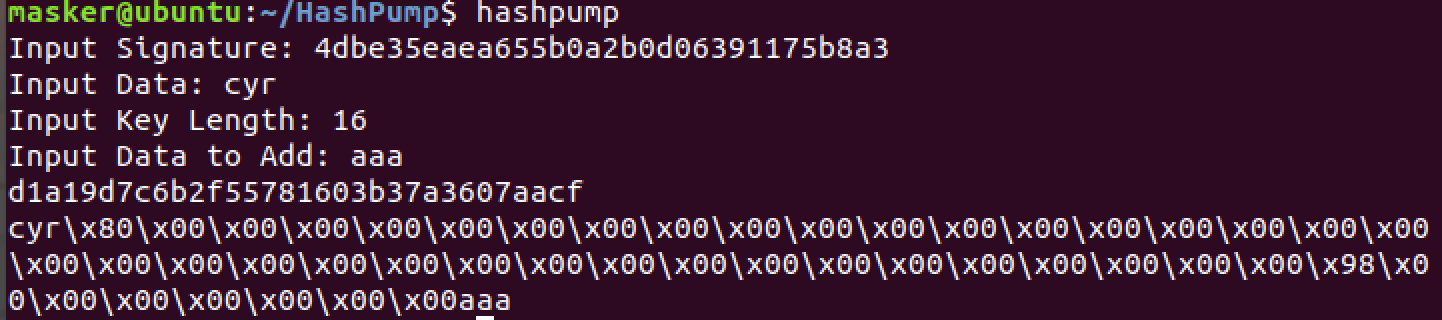 masker@ubuntu:~/HashPump$ hashpump
Input Signature: 4dbe35eaea655b0a2b0d06391175b8a3
Input Data: cyr
Input Key Length: 16
Input Data to Add: aaa
d1a19d7c6b2f55781603b37a3607aacf
cyr\x80\x00\x00\x00\x00\x00\x00\x00\x00\x00\x00\x00\x00\x00\x00\x00\x00\x00\x00
\x00\x00\x00\x00\x00\x00\x00\x00\x00\x00\x00\x00\x00\x00\x00\x00\x00\x00\x98\x0
0\x00\x00\x00\x00\x00\x00aaa